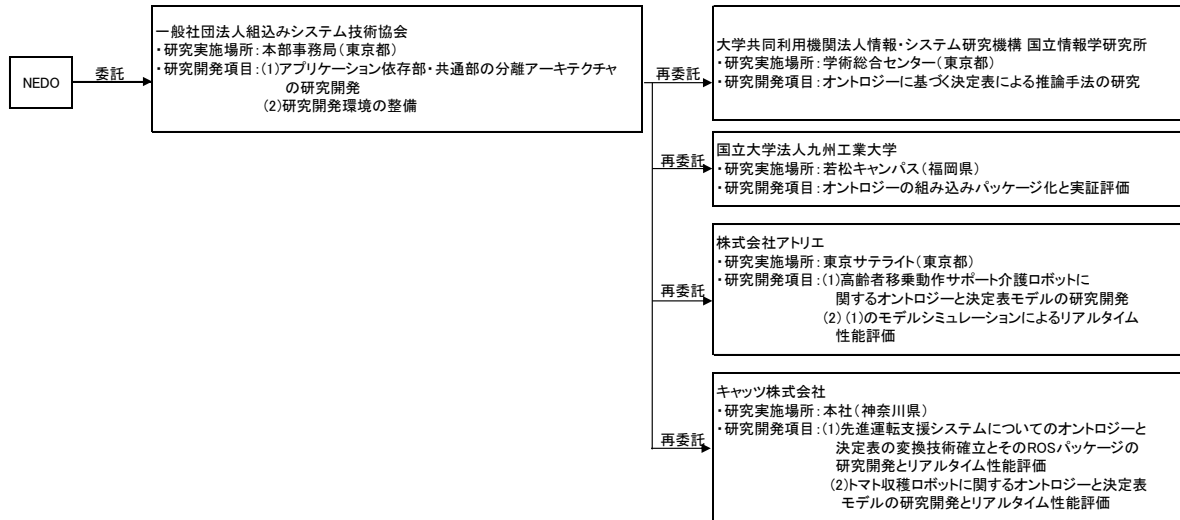 NEDO
委託
一般社団法人組込みシステム技術協会
・研究実施場所：本部事務局（東京都）
・研究開発項目：(1)アプリケーション依存部・共通部の分離アーキテクチャ
の研究開発
(2)研究開発環境の整備
再委託
大学共同利用機関法人情報・システム研究機構 国立情報学研究所
・研究実施場所：学術総合センター（東京都）
・研究開発項目：オントロジーに基づく決定表による推論手法の研究
再委託
国立大学法人九州工業大学
・研究実施場所：若松キャンパス（福岡県）
・研究開発項目：オントロジーの組み込みパッケージ化と実証評価
再委託
株式会社アトリエ
・研究実施場所：東京サテライト（東京都）
・研究開発項目：(1)高齢者移乗動作サポート介護ロボットに
関するオントロジーと決定表モデルの研究開発
(2) (1)のモデルシミュレーションによるリアルタイム
性能評価
再委託
キャッツ株式会社
・研究実施場所：本社（神奈川県）
・研究開発項目：(1)先進運転支援システムについてのオントロジーと
決定表の変換技術確立とそのROSパッケージの
研究開発とリアルタイム性能評価
(2)トマト収穫ロボットに関するオントロジーと決定表
モデルの研究開発とリアルタイム性能評価